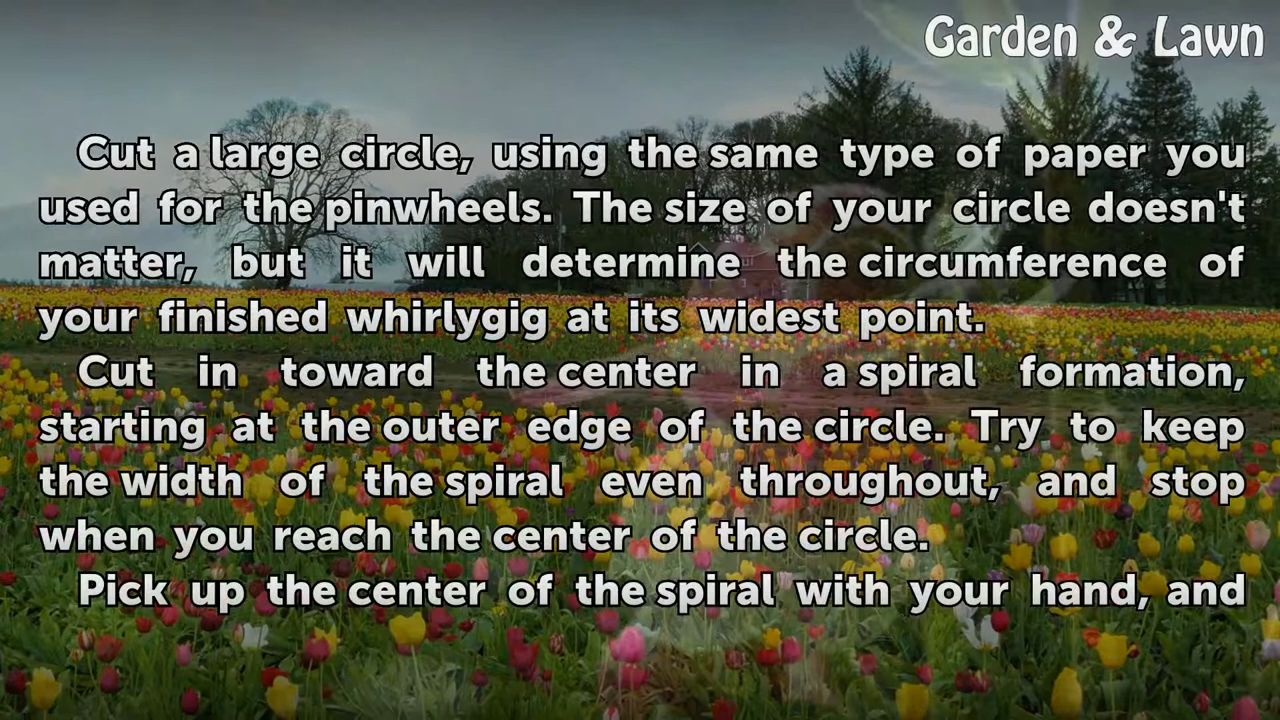 Garden & Lawn
Cut a large circle, using the same type of paper you
used for the pinwheels. The size of your circle doesn't
matter, but it will determine the circumference of
your finished whirlygig at its widest point.
Cut in toward the center in a spiral formation,
starting at the outer edge of the circle. Try to keep
the width of the spiral even throughout, and stop
when you reach the center of the circle.
Pick up the center of the spiral with your hand, and